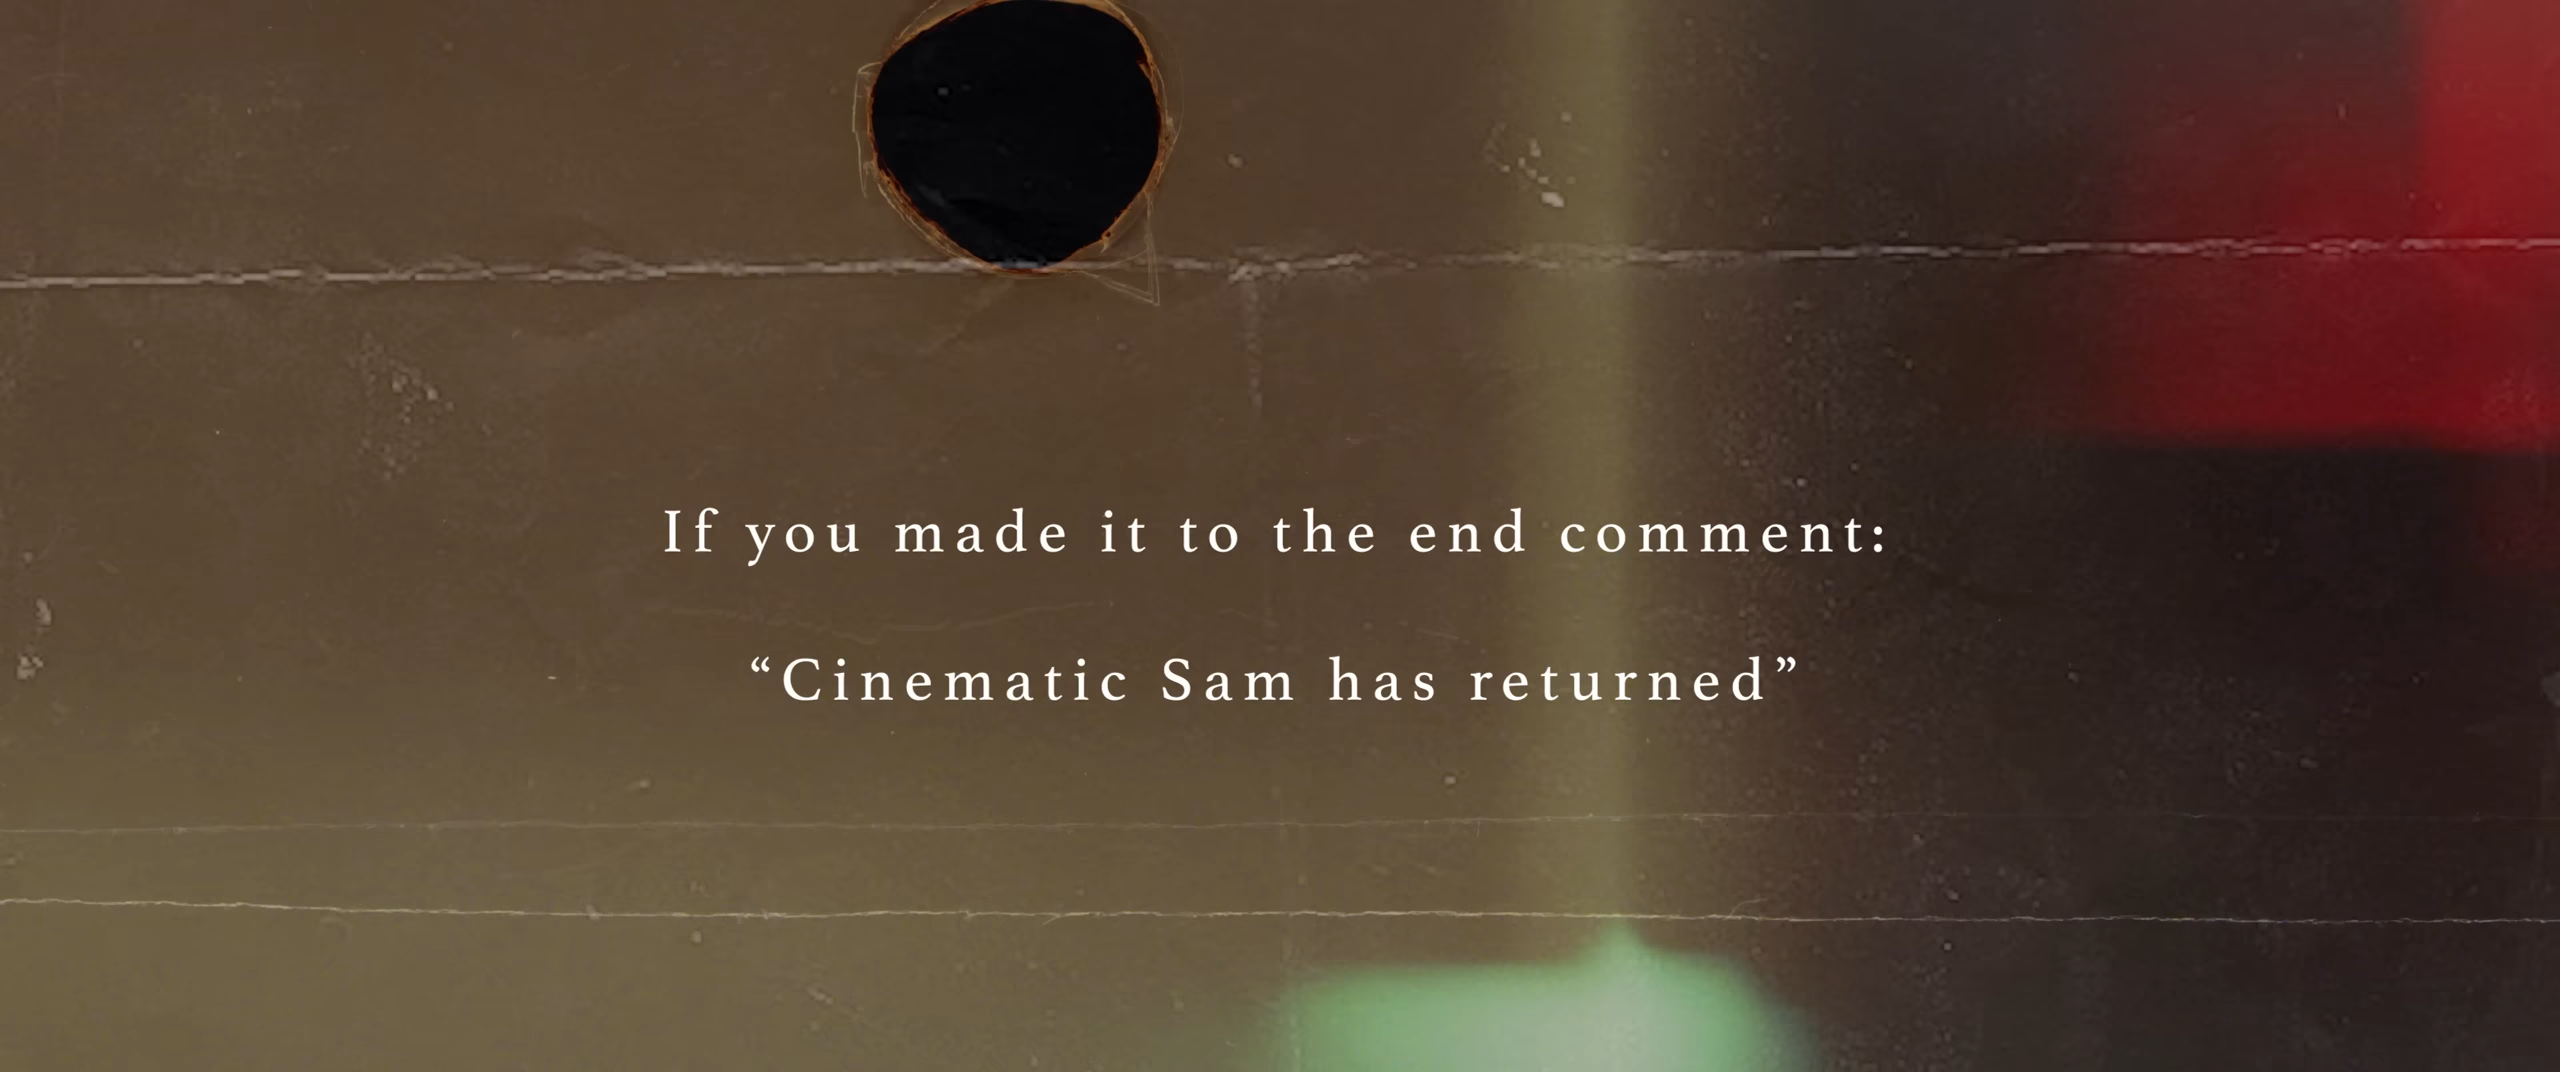 If you made it to the end comment:
“Cinematic Sam has returned”